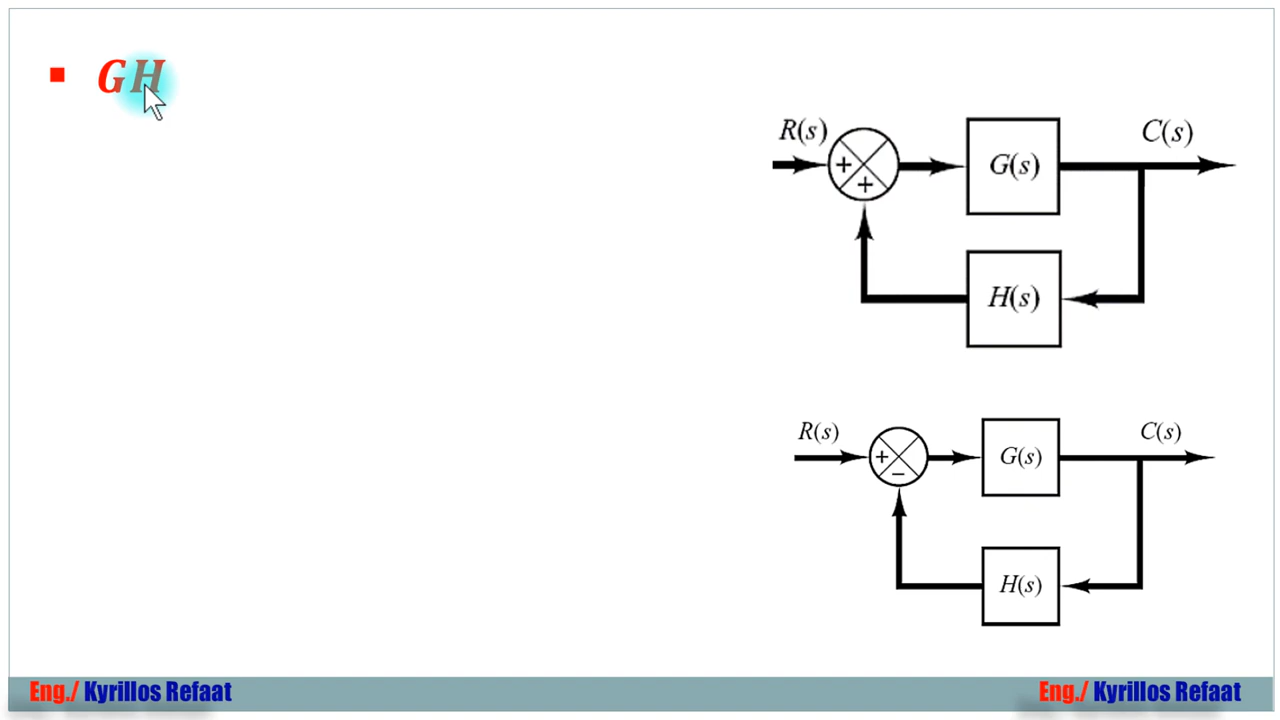 GH
R(s)
C(s)
+
G(s)
+
H(s)
R(s)
C(s)
+
G(s)
−
H(s)
Eng./ Kyrillos Refaat
Eng./ Kyrillos Refaat